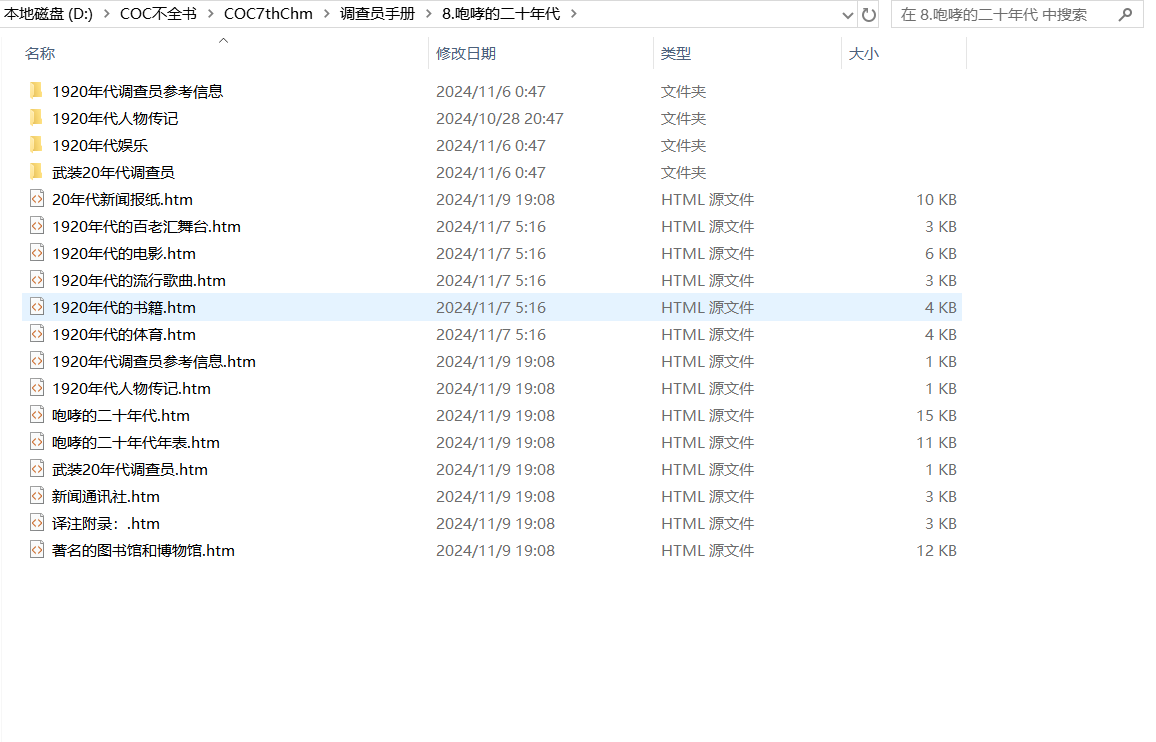 本地磁盘 (D:) > COC不全书 > COC7thChm > 调查员手册 > 8.咆哮的二十年代 > 在 8.咆哮的二十年代 中搜索
名称 修改日期 类型 大小
1920年代调查员参考信息 2024/11/6 0:47 文件夹
1920年代人物传记 2024/10/28 20:47 文件夹
1920年代娱乐 2024/11/6 0:47 文件夹
武装20年代调查员 2024/11/6 0:47 文件夹
20年代新闻报纸.htm 2024/11/9 19:08 HTML 源文件 10 KB
1920年代的百老汇舞台.htm 2024/11/7 5:16 HTML 源文件 3 KB
1920年代的电影.htm 2024/11/7 5:16 HTML 源文件 6 KB
1920年代的流行歌曲.htm 2024/11/7 5:16 HTML 源文件 3 KB
1920年代的书籍.htm 2024/11/7 5:16 HTML 源文件 4 KB
1920年代的体育.htm 2024/11/7 5:16 HTML 源文件 4 KB
1920年代调查员参考信息.htm 2024/11/9 19:08 HTML 源文件 1 KB
1920年代人物传记.htm 2024/11/9 19:08 HTML 源文件 1 KB
咆哮的二十年代.htm 2024/11/9 19:08 HTML 源文件 15 KB
咆哮的二十年代年表.htm 2024/11/9 19:08 HTML 源文件 11 KB
武装20年代调查员.htm 2024/11/9 19:08 HTML 源文件 1 KB
新闻通讯社.htm 2024/11/9 19:08 HTML 源文件 3 KB
译注附录：.htm 2024/11/9 19:08 HTML 源文件 3 KB
著名的图书馆和博物馆.htm 2024/11/9 19:08 HTML 源文件 12 KB